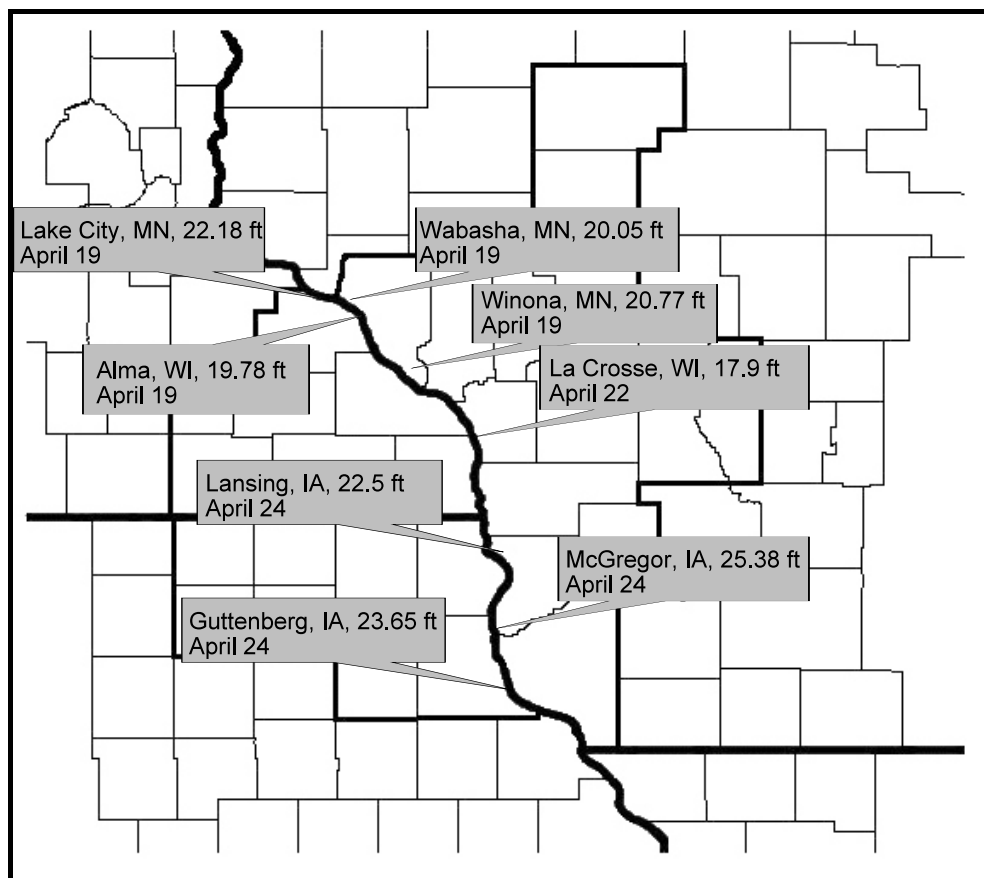 Lake City, MN, 22.18 ft
April 19
Wabasha, MN, 20.05 ft
April 19
Winona, MN, 20.77 ft
April 19
Alma, WI, 19.78 ft
April 19
La Crosse, WI, 17.9 ft
April 22
Lansing, IA, 22.5 ft
April 24
McGregor, IA, 25.38 ft
April 24
Guttenberg, IA, 23.65 ft
April 24